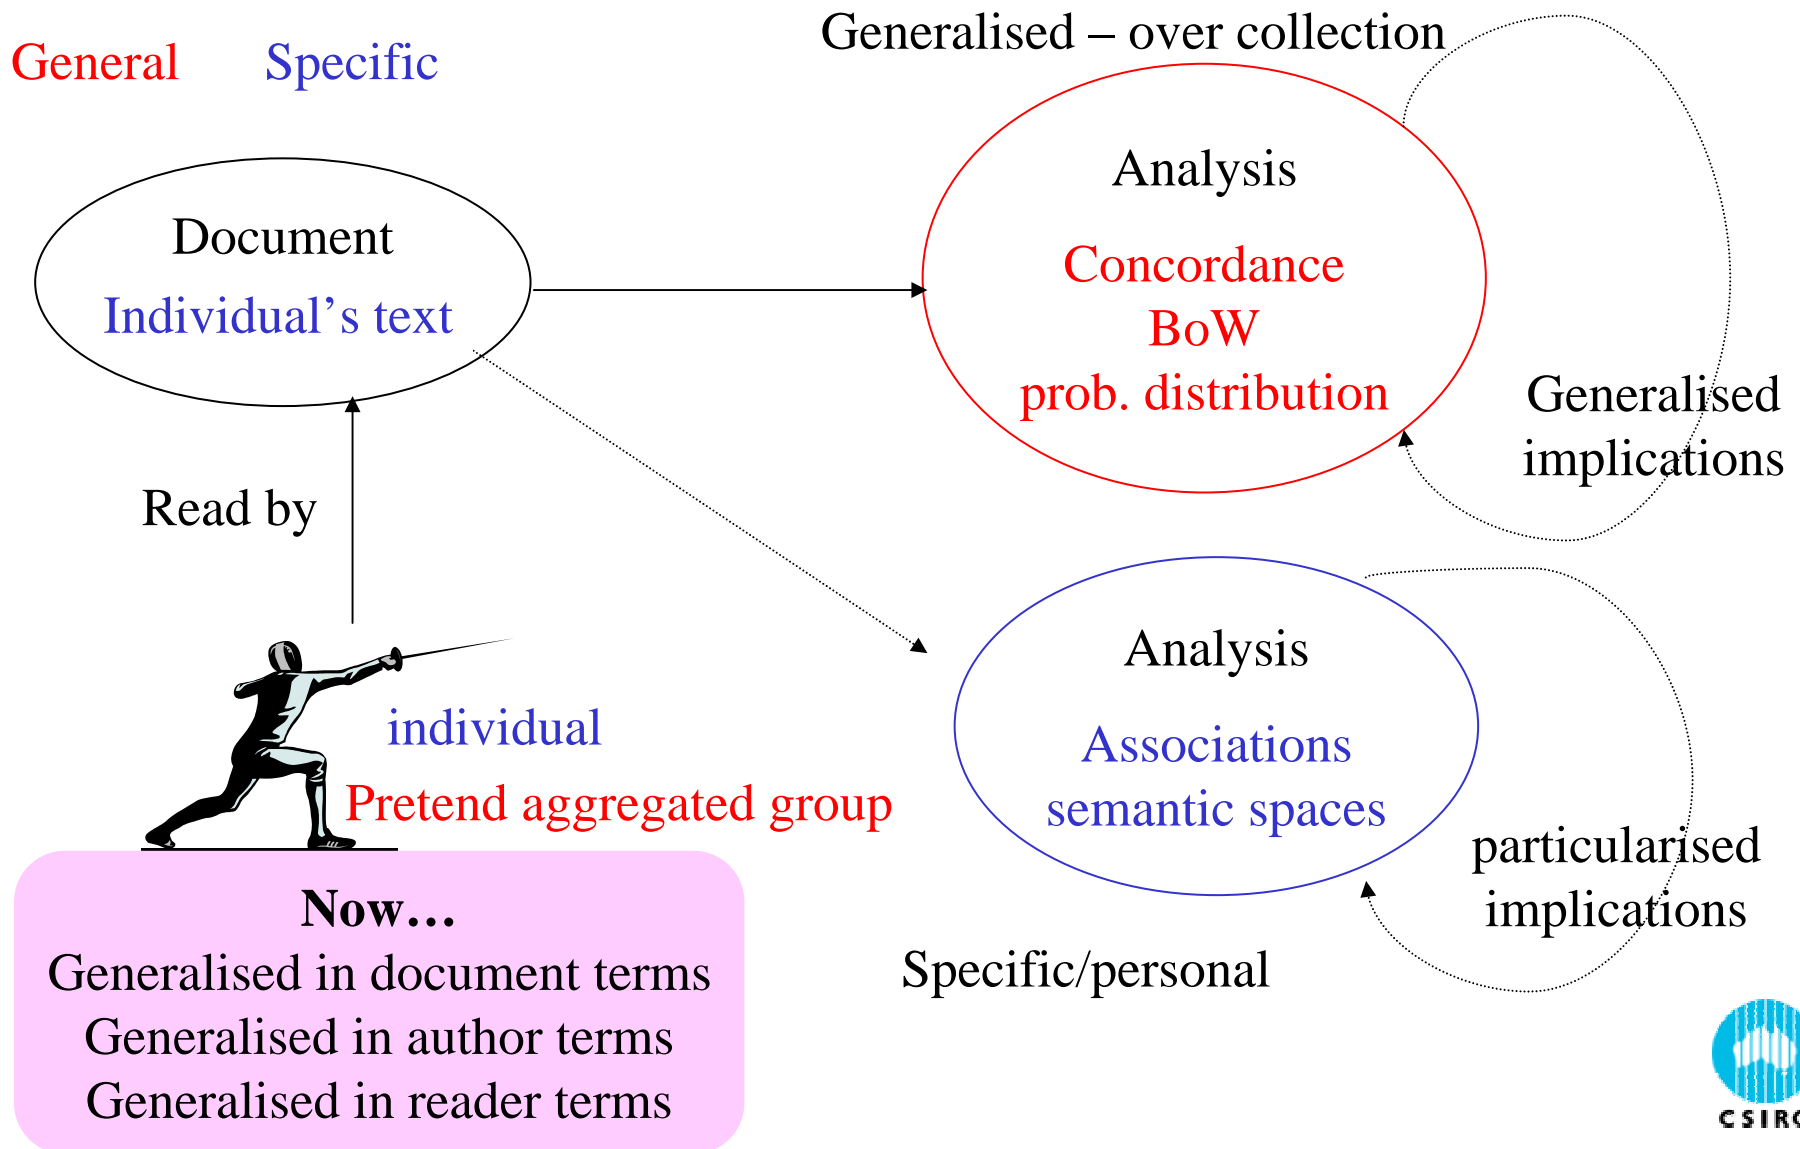 General Specific
Generalised – over collection
Document
Individual’s text
Analysis
Concordance
BoW
prob. distribution
Generalised
implications
Read by
individual
Pretend aggregated group
Analysis
Associations
semantic spaces
particularised
implications
Specific/personal
Now…
Generalised in document terms
Generalised in author terms
Generalised in reader terms
CSIRO